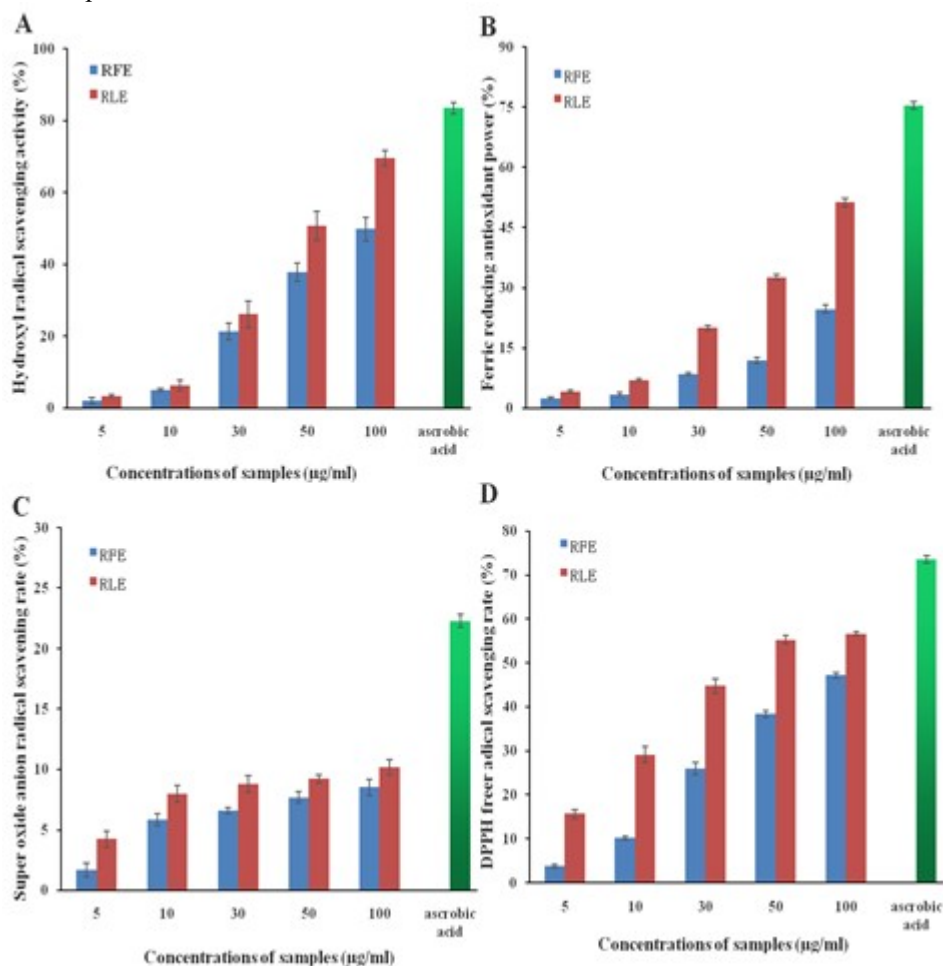 A
Hydroxyl radical scavenging activity (%)
100
80
60
40
20
0
RFE
RLE
5 10 30 50 100 ascrobic
acid
Concentrations of samples (µg/ml)
B
Ferric reducing antioxidant power (%)
90
75
60
45
30
15
0
RFE
RLE
5 10 30 50 100 ascrobic
acid
Concentrations of samples (µg/ml)
C
Super oxide anion radical scavening rate (%)
30
25
20
15
10
5
0
RFE
RLE
5 10 30 50 100 ascrobic
acid
Concentrations of samples (µg/ml)
D
DPPH freer adical scavenging rate (%)
80
70
60
50
40
30
20
10
0
RFE
RLE
5 10 30 50 100 ascrobic
acid
Concentrations of samples (µg/ml)